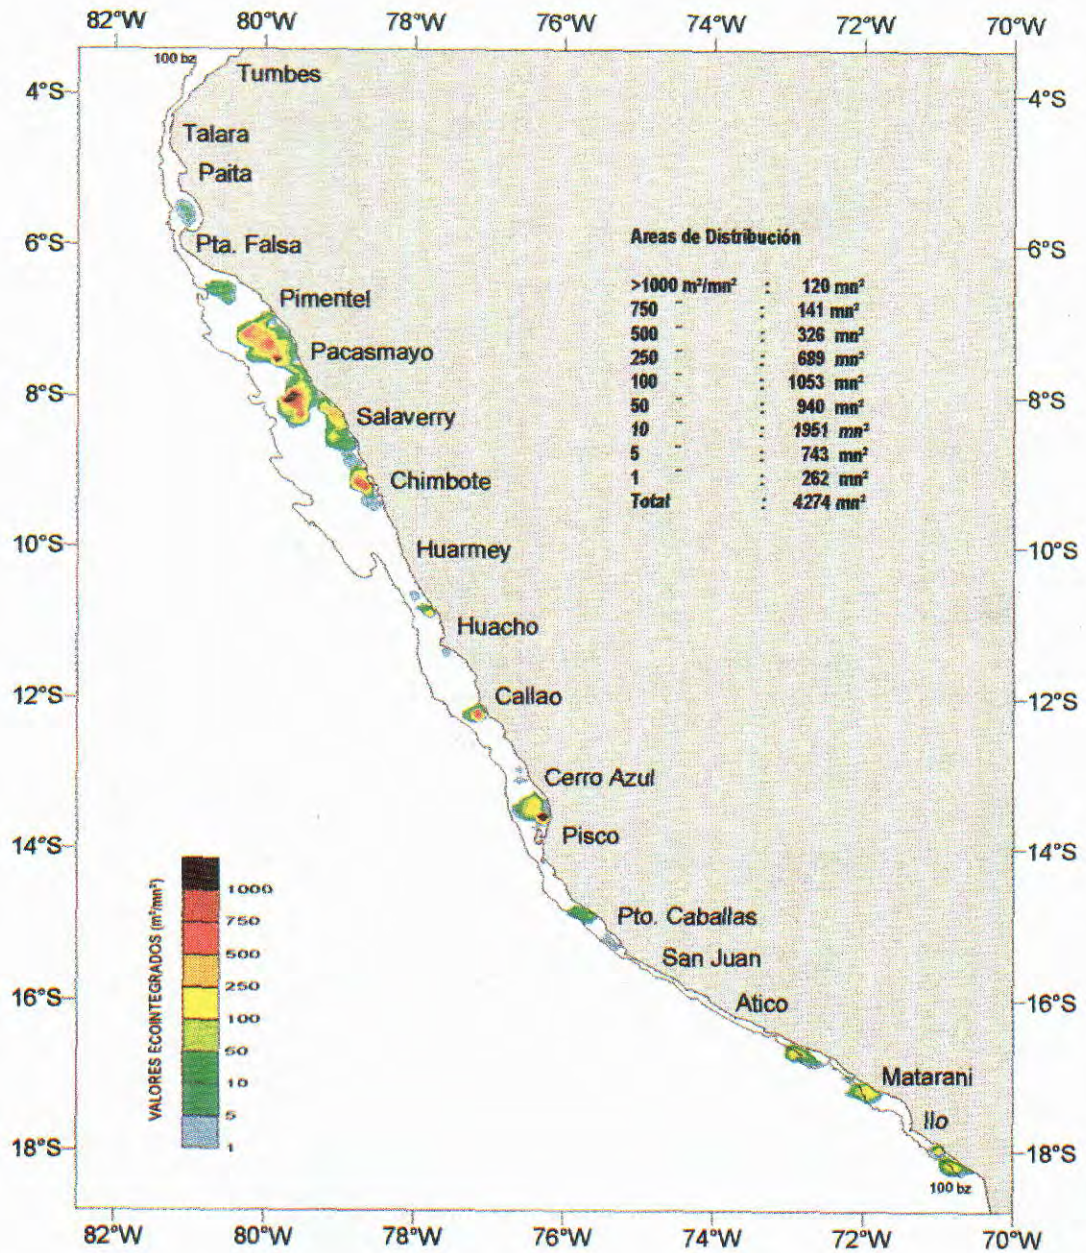 82°W 80°W 78°W 76°W 74°W 72°W 70°W
100 bz
Tumbes
4°S 4°S
Talara
Paita
6°S Pta. Falsa 6°S
Areas de Distribución
>1000 m²/mn² : 120 mn²
750 " : 141 mn²
500 " : 326 mn²
250 " : 689 mn²
100 " : 1053 mn²
50 " : 940 mn²
10 " : 1951 mn²
5 " : 743 mn²
1 " : 262 mn²
Total : 4274 mn²
Pimentel
Pacasmayo
8°S 8°S
Salaverry
Chimbote
10°S Huarmey 10°S
Huacho
12°S Callao 12°S
Cerro Azul
Pisco
14°S 14°S
Pto. Caballas
San Juan
16°S Atico 16°S
Matarani
Ilo
18°S 18°S
100 bz
VALORES ECOINTEGRADOS (m²/mn²)
1000
750
500
250
100
50
10
5
1
82°W 80°W 78°W 76°W 74°W 72°W 70°W